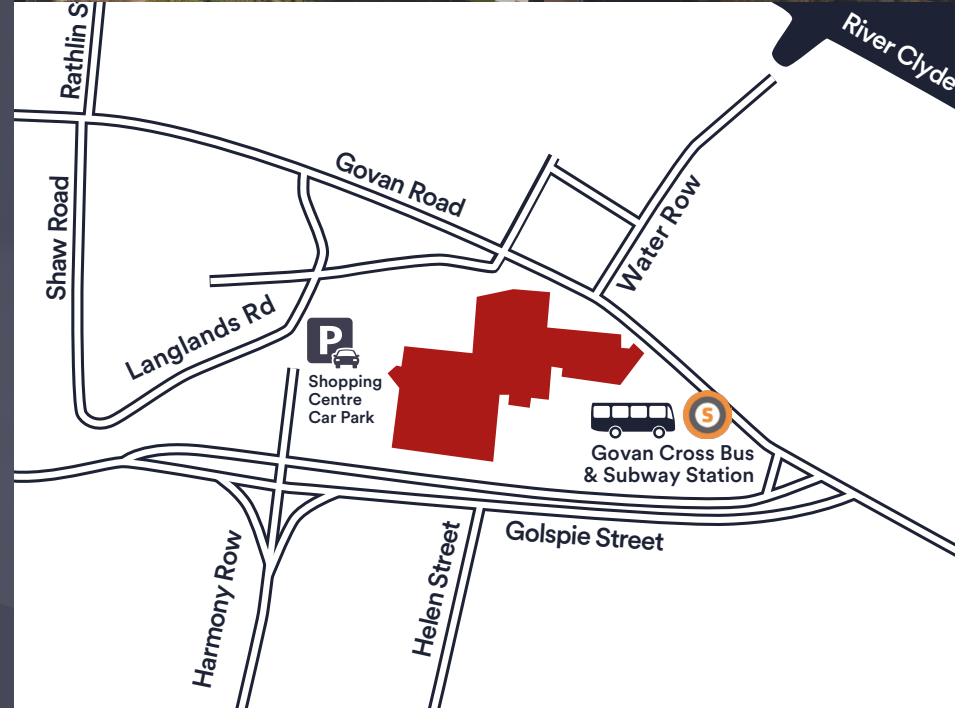 Rathlin S
River Clyde
Govan Road
Shaw Road
Water Row
Langlands Rd
P
Shopping
Centre
Car Park
S
Govan Cross Bus
& Subway Station
Golspie Street
Harmony Row
Helen Street